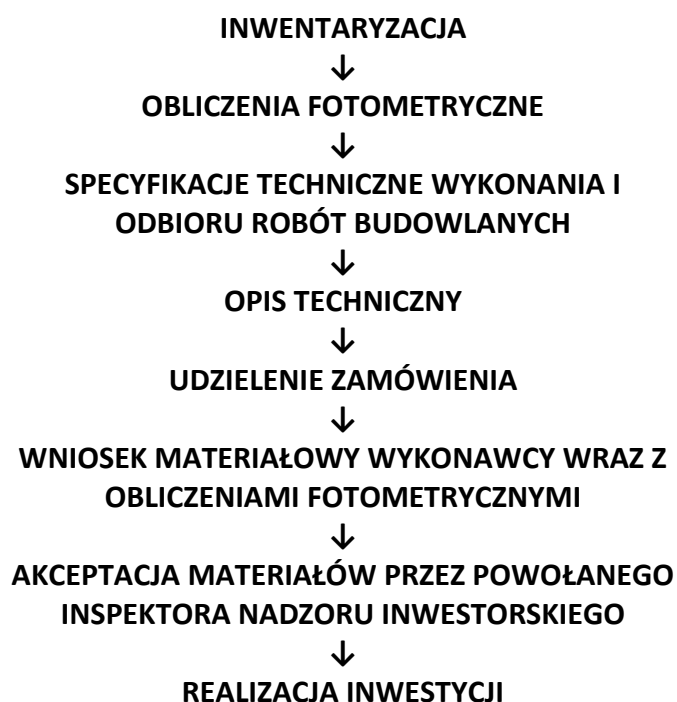 INWENTARYZACJA
↓
OBLICZENIA FOTOMETRYCZNE
↓
SPECYFIKACJE TECHNICZNE WYKONANIA I
ODBIORU ROBÓT BUDOWLANYCH
↓
OPIS TECHNICZNY
↓
UDZIELENIE ZAMÓWIENIA
↓
WNIOSEK MATERIAŁOWY WYKONAWCY WRAZ Z
OBLICZENIAMI FOTOMETRYCZNYMI
↓
AKCEPTACJA MATERIAŁÓW PRZEZ POWOŁANEGO
INSPEKTORA NADZORU INWESTORSKIEGO
↓
REALIZACJA INWESTYCJI